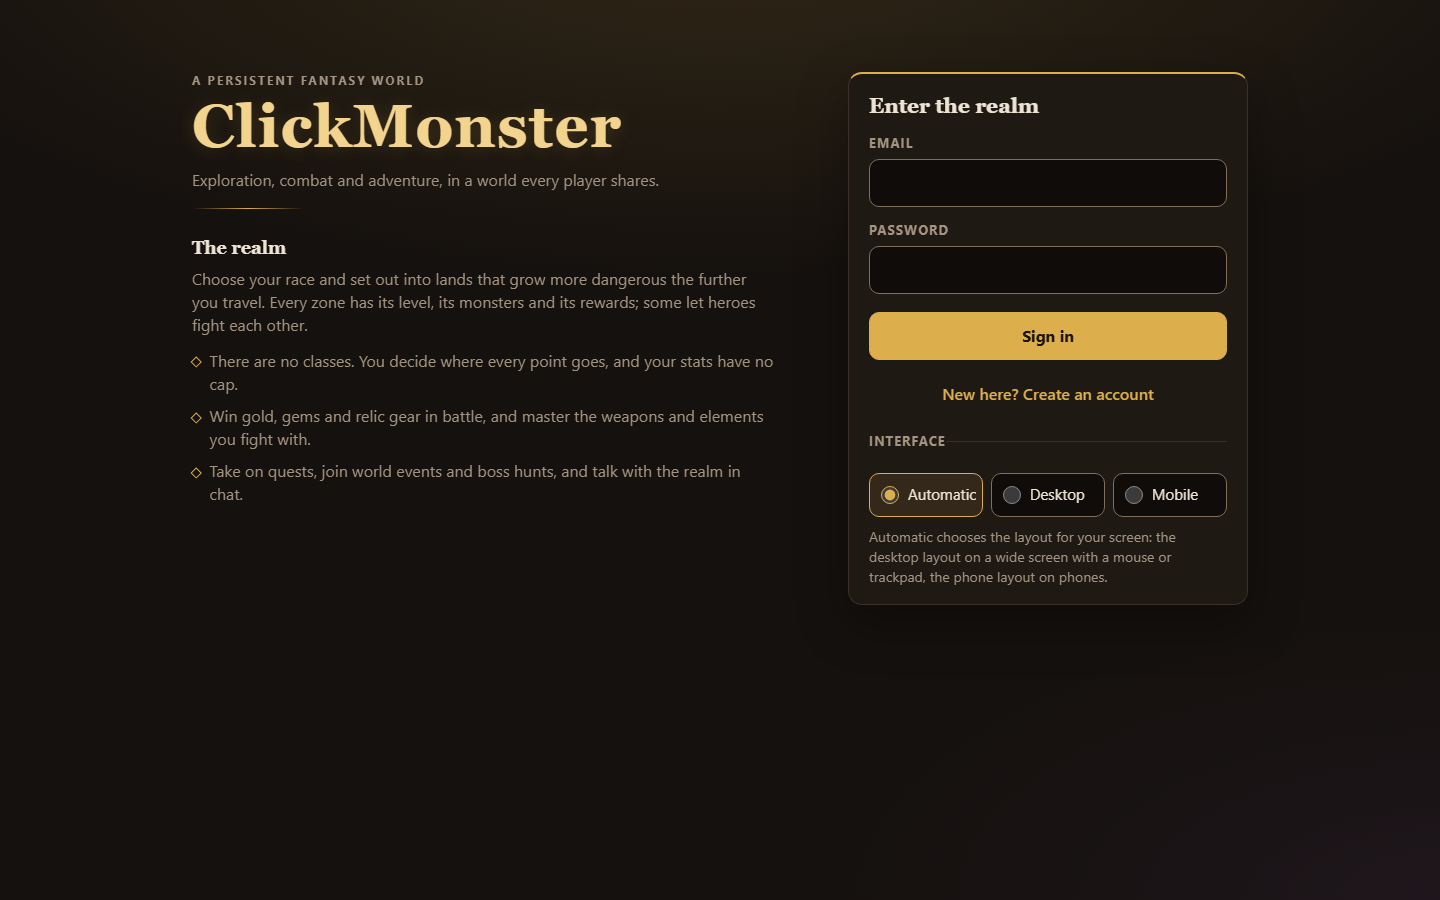 A PERSISTENT FANTASY WORLD
ClickMonster
Exploration, combat and adventure, in a world every player shares.
The realm
Choose your race and set out into lands that grow more dangerous the further
you travel. Every zone has its level, its monsters and its rewards; some let heroes
fight each other.
There are no classes. You decide where every point goes, and your stats have no
cap.
Win gold, gems and relic gear in battle, and master the weapons and elements
you fight with.
Take on quests, join world events and boss hunts, and talk with the realm in
chat.
Enter the realm
EMAIL
PASSWORD
Sign in
New here? Create an account
INTERFACE
Automatic
Desktop
Mobile
Automatic chooses the layout for your screen: the
desktop layout on a wide screen with a mouse or
trackpad, the phone layout on phones.